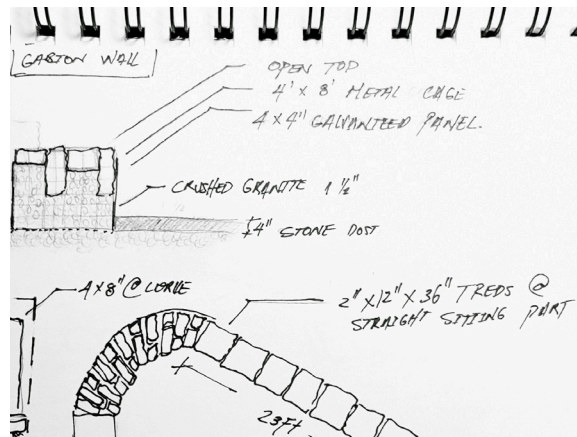 GABION WALL
OPEN TOP
4' X 8' METAL CAGE
4 X 4" GALVANIZED PANEL.
CRUSHED GRANITE 1 ½"
4" STONE DOST
4 X 8" @ CURVE
2" X 12" X 36" TREDS @
STRAIGHT SITTING PART
23FT